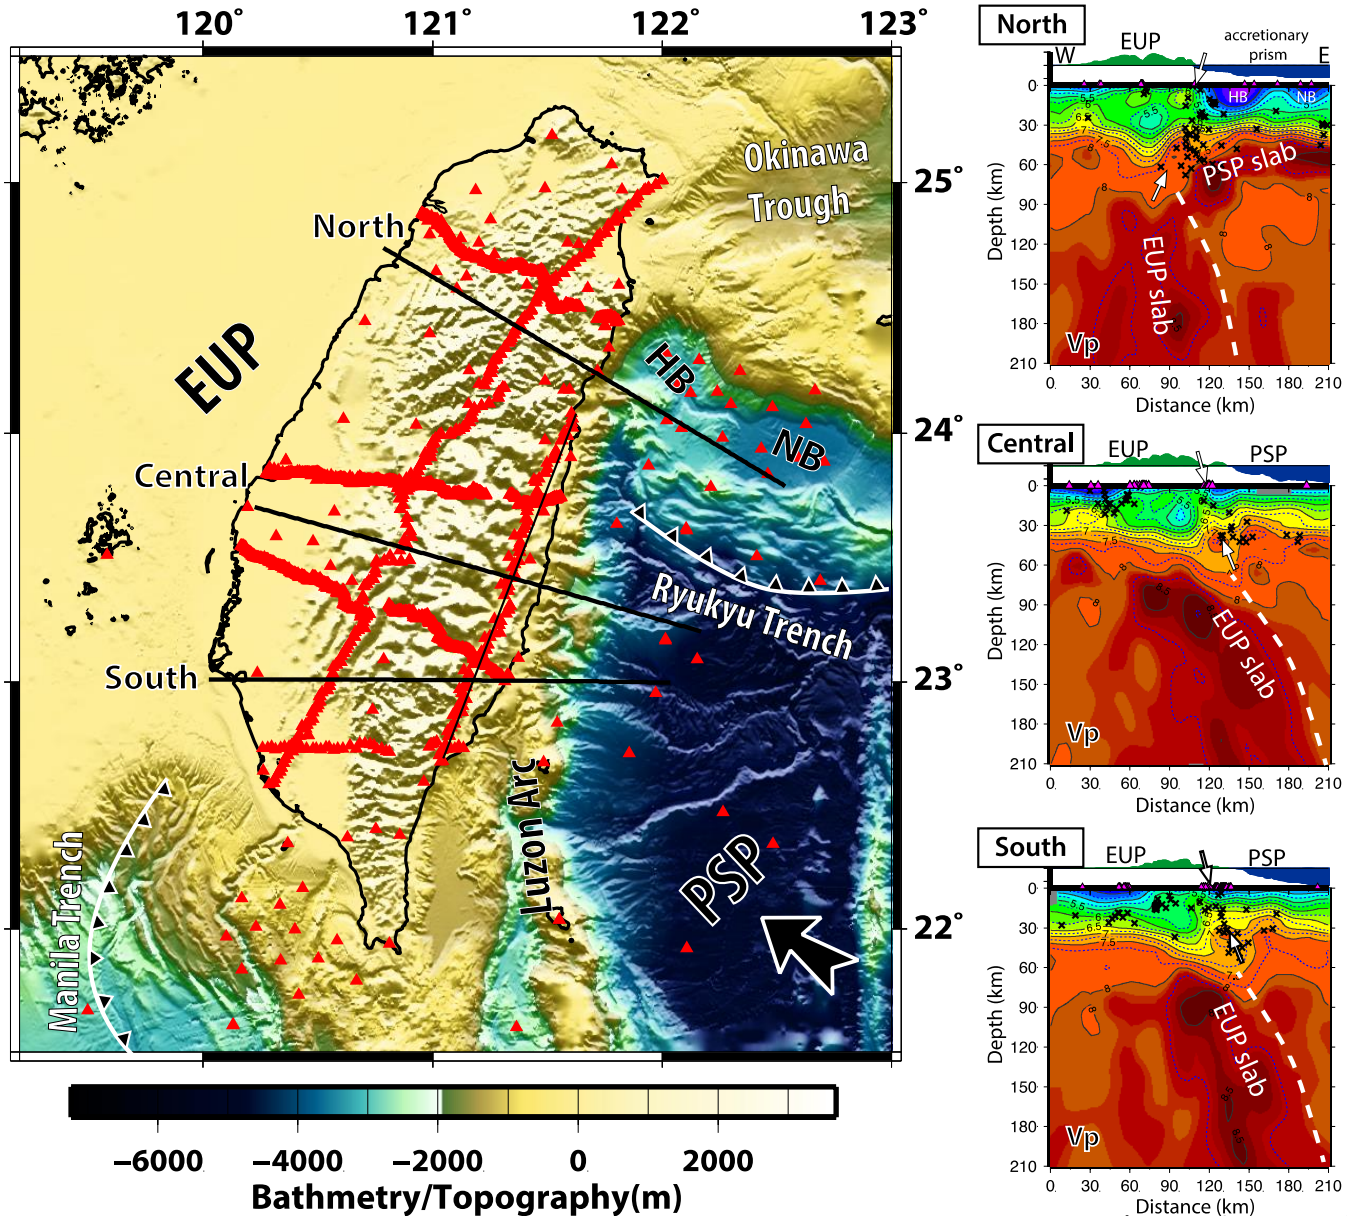 120° 121° 122° 123°
25°
24°
23°
22°
Okinawa
Trough
North
EUP
HB
NB
Central
Ryukyu Trench
South
Luzon Arc
PSP
Manila Trench
−6000 −4000 −2000 0 2000
Bathmetry/Topography(m)
North
EUP
accretionary
prism
W E
HB NB
PSP slab
EUP slab
Vp
Depth (km)
0 30 60 90 120 150 180 210
0 30 60 90 120 150 180 210
Distance (km)
Central
EUP PSP
EUP slab
Vp
Depth (km)
0 30 60 90 120 150 180 210
0 30 60 90 120 150 180 210
Distance (km)
South
EUP PSP
EUP slab
Vp
Depth (km)
0 30 60 90 120 150 180 210
0 30 60 90 120 150 180 210
Distance (km)